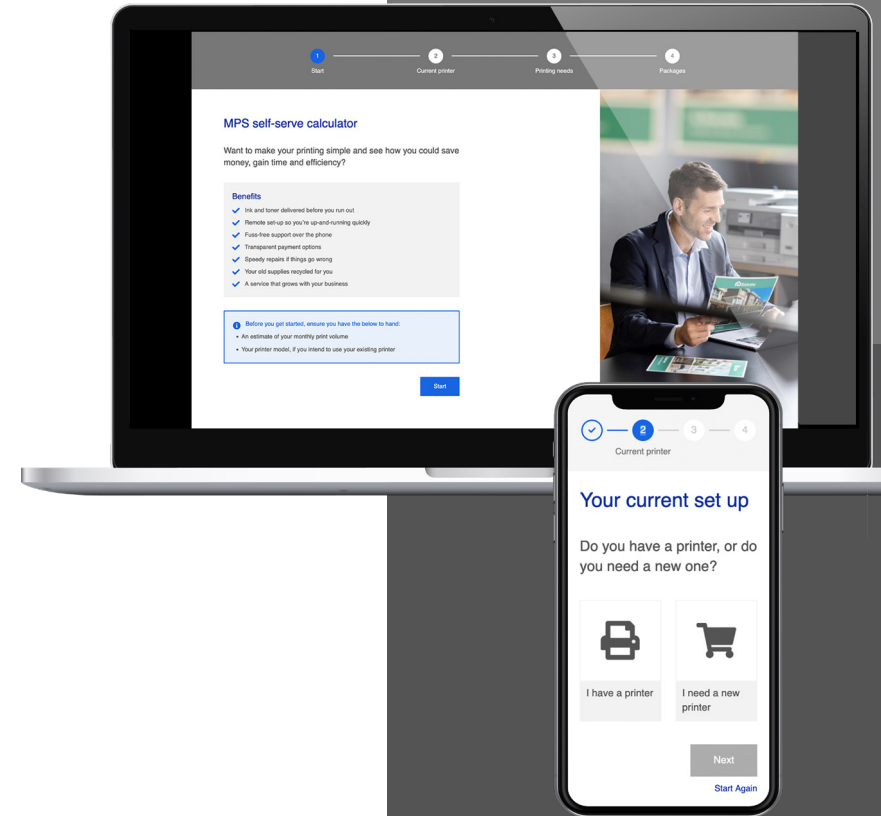 1
2
3
4
Start
Current printer
Printing needs
Packages
MPS self-serve calculator
Want to make your printing simple and see how you could save
money, gain time and efficiency?
Benefits
Ink and toner delivered before you run out
Remote set-up so you're up-and-running quickly
Fuss-free support over the phone
Transparent payment options
Speedy repairs if things go wrong
Your old supplies recycled for you
A service that grows with your business
Before you get started, ensure you have the below to hand:
• An estimate of your monthly print volume
• Your printer model, if you intend to use your existing printer
Start
2
3
4
Current printer
Your current set up
Do you have a printer, or do
you need a new one?
I have a printer
I need a new
printer
Next
Start Again